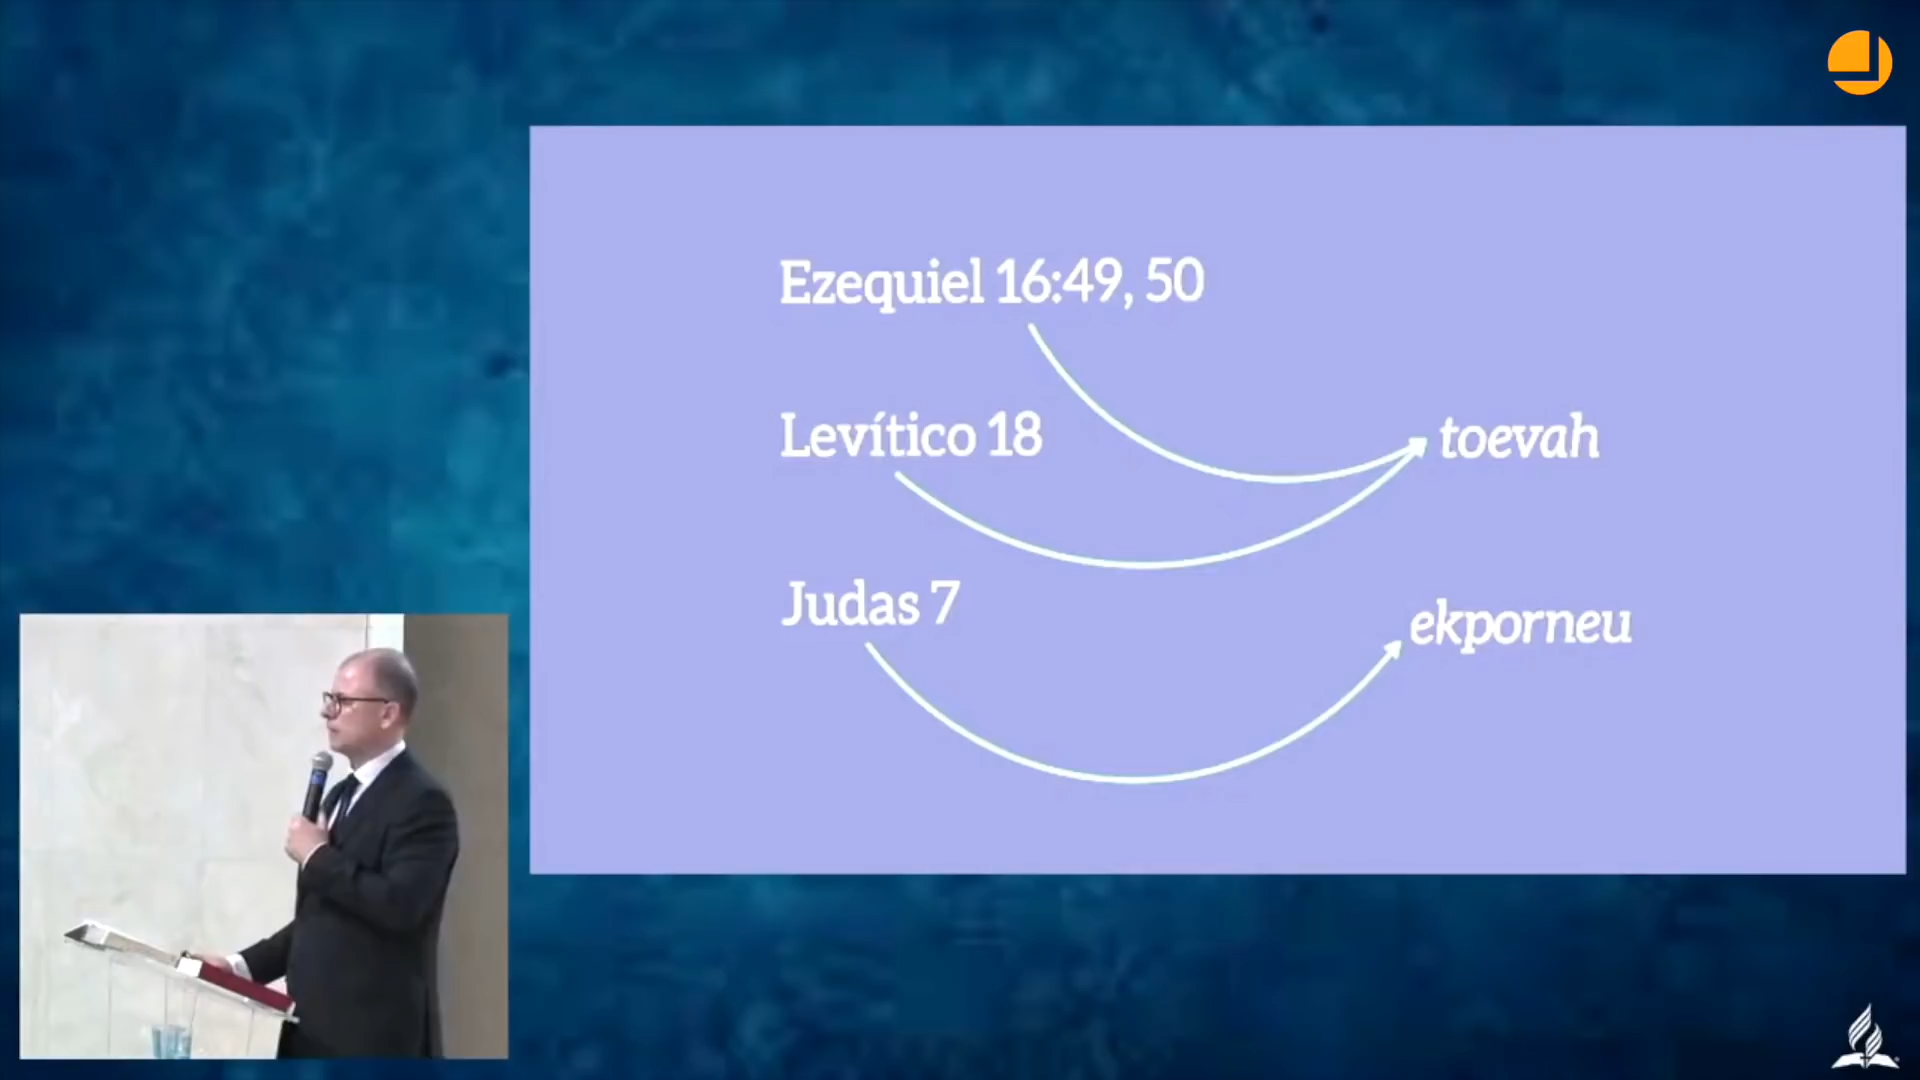 Ezequiel 16:49, 50
Levítico 18
toevah
Judas 7
ekporneu